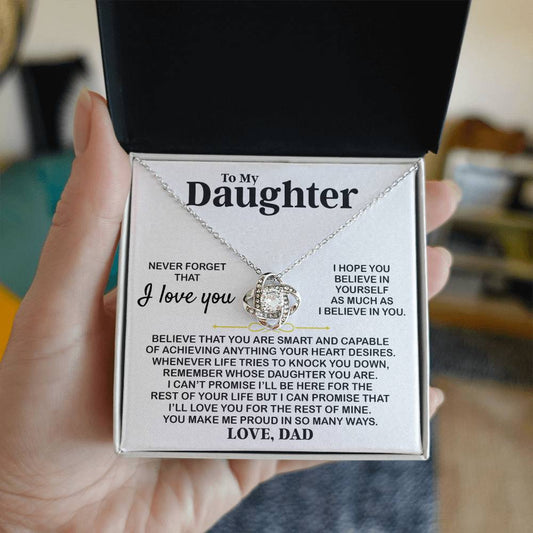 To My
Daughter
NEVER FORGET
THAT
I love you
I HOPE YOU
BELIEVE IN
YOURSELF
AS MUCH AS
I BELIEVE IN YOU.
BELIEVE THAT YOU ARE SMART AND CAPABLE
OF ACHIEVING ANYTHING YOUR HEART DESIRES.
WHENEVER LIFE TRIES TO KNOCK YOU DOWN,
REMEMBER WHOSE DAUGHTER YOU ARE.
I CAN'T PROMISE I'LL BE HERE FOR THE
REST OF YOUR LIFE BUT I CAN PROMISE THAT
I'LL LOVE YOU FOR THE REST OF MINE.
YOU MAKE ME PROUD IN SO MANY WAYS.
LOVE, DAD